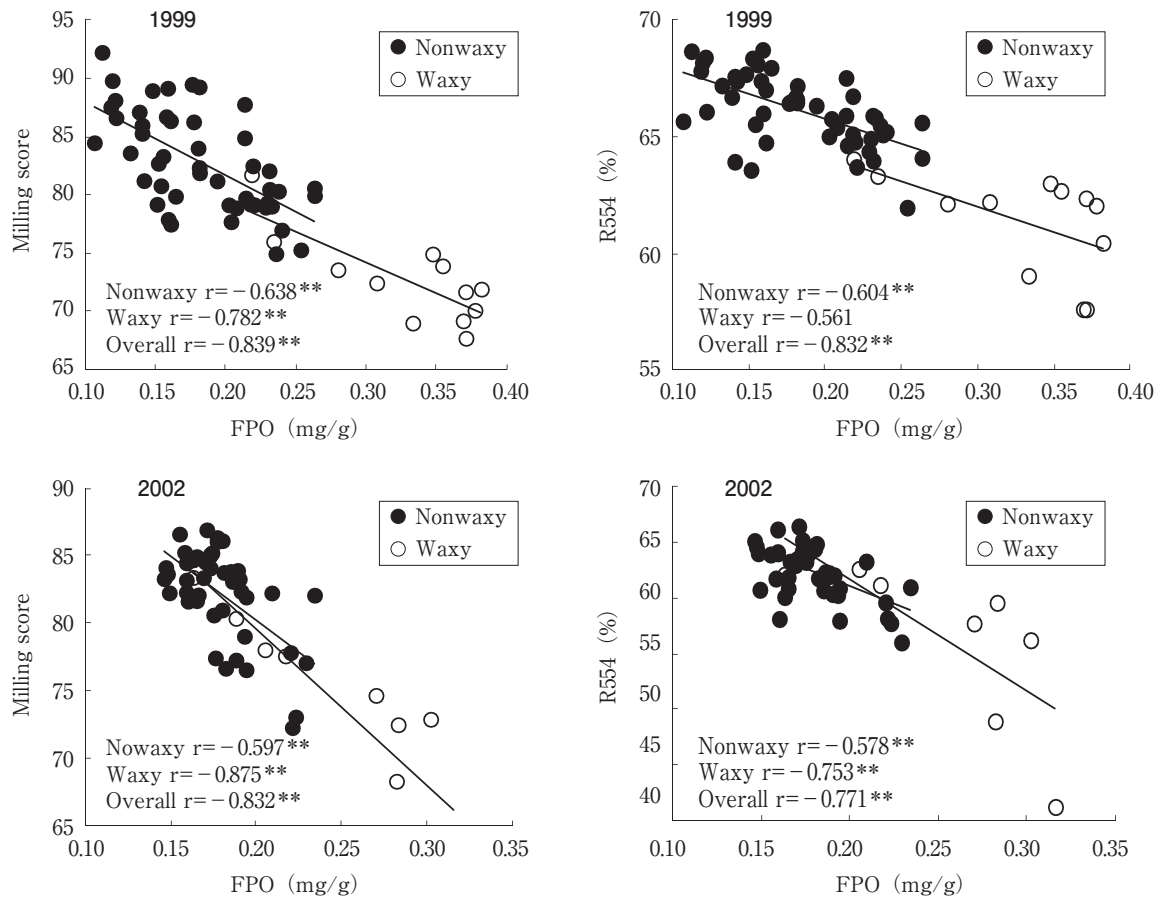 1999
95
90
85
80
75
70
65
Milling score
Nonwaxy
Waxy
Nonwaxy r=−0.638**
Waxy r=−0.782**
Overall r=−0.839**
0.10 0.15 0.20 0.25 0.30 0.35 0.40
FPO (mg/g)
1999
70
65
60
55
R554 (%)
Nonwaxy
Waxy
Nonwaxy r=−0.604**
Waxy r=−0.561
Overall r=−0.832**
0.10 0.15 0.20 0.25 0.30 0.35 0.40
FPO (mg/g)
2002
90
85
80
75
70
65
Milling score
Nonwaxy
Waxy
Nowaxy r=−0.597**
Waxy r=−0.875**
Overall r=−0.832**
0.10 0.15 0.20 0.25 0.30 0.35
FPO (mg/g)
2002
70
65
60
55
50
45
40
R554 (%)
Nonwaxy
Waxy
Nonwaxy r=−0.578**
Waxy r=−0.753**
Overall r=−0.771**
0.10 0.15 0.20 0.25 0.30 0.35
FPO (mg/g)